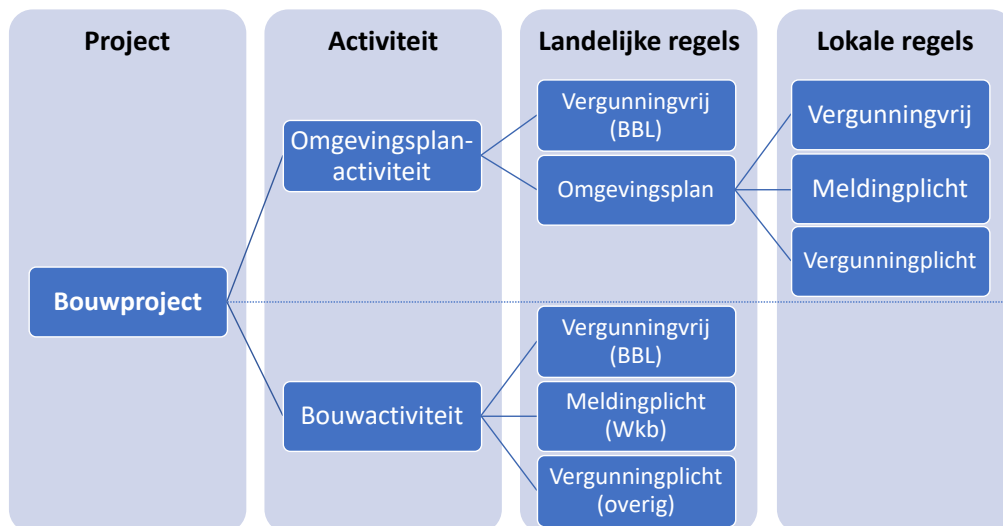 Project
Activiteit
Landelijke regels
Lokale regels
Bouwproject
Omgevingsplan-
activiteit
Vergunningvrij
(BBL)
Omgevingsplan
Vergunningvrij
Meldingplicht
Vergunningplicht
Bouwactiviteit
Vergunningvrij
(BBL)
Meldingplicht
(Wkb)
Vergunningplicht
(overig)